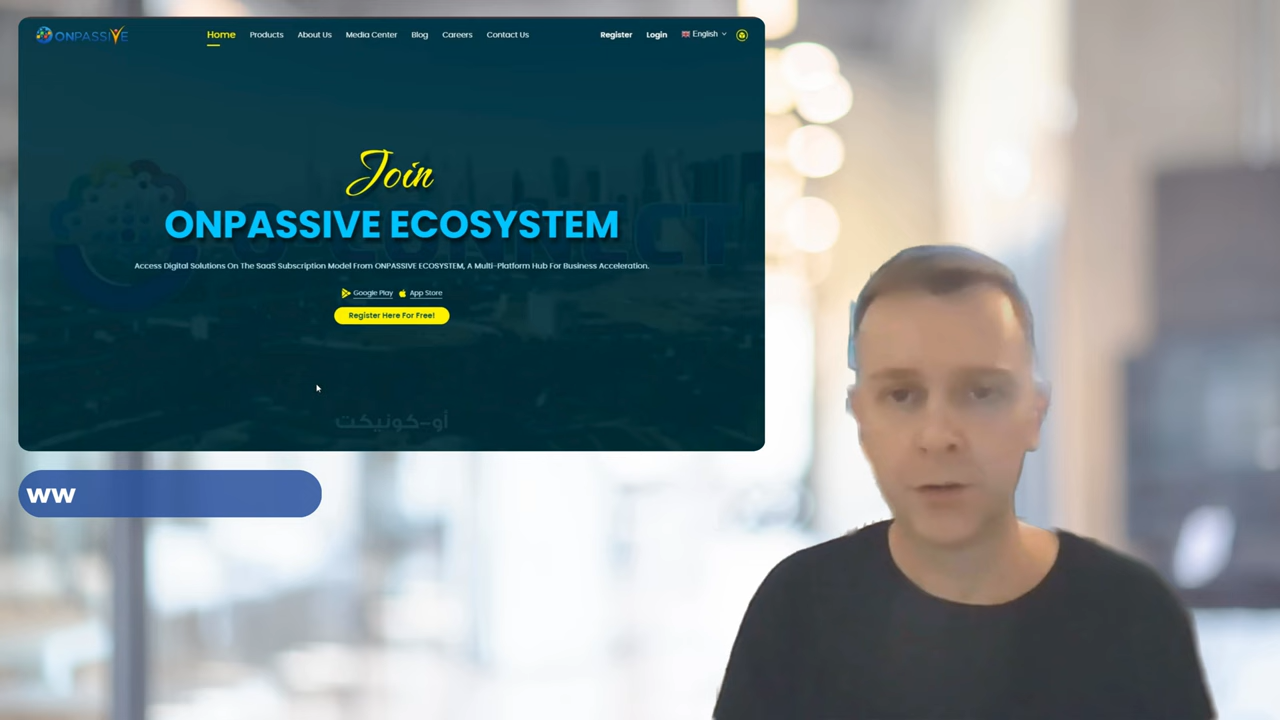 ONPASSIVE
Home Products About Us Media Center Blog Careers Contact Us Register Login English
Join
ONPASSIVE ECOSYSTEM
Access Digital Solutions On The SaaS Subscription Model From ONPASSIVE ECOSYSTEM, A Multi-Platform Hub For Business Acceleration.
Google Play App Store
Register Here For Free!
أو-كونيكت
ww